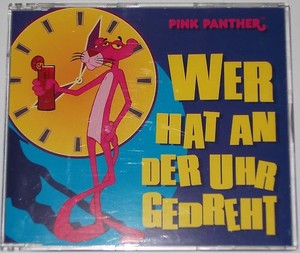 PINK PANTHER
WER
HAT AN
DER UHR
GEDREHT